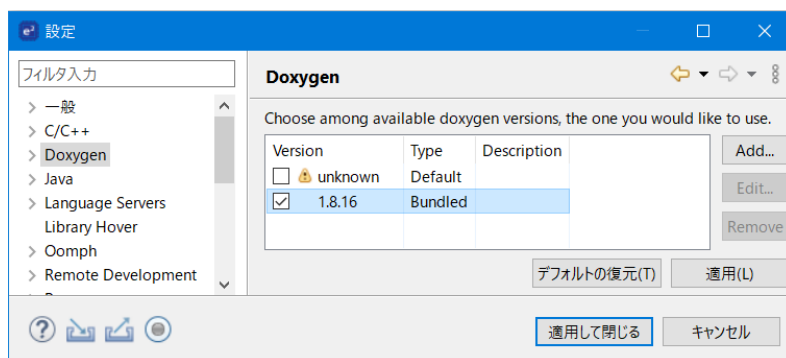 e² 設定
フィルタ入力
一般
C/C++
Doxygen
Java
Language Servers
Library Hover
Oomph
Remote Development
Doxygen
Choose among available doxygen versions, the one you would like to use.
Version Type Description
unknown Default
1.8.16 Bundled
Add...
Edit...
Remove
デフォルトの復元(T) 適用(L)
適用して閉じる キャンセル